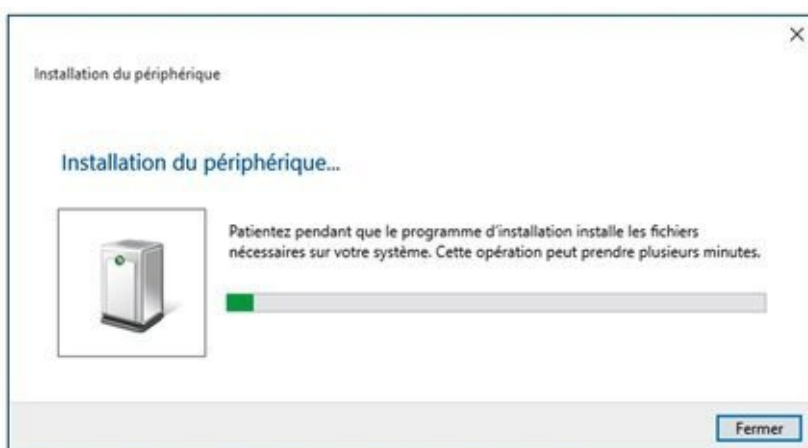 Installation du périphérique
Installation du périphérique...
Patientez pendant que le programme d'installation installe les fichiers
nécessaires sur votre système. Cette opération peut prendre plusieurs minutes.
Fermer